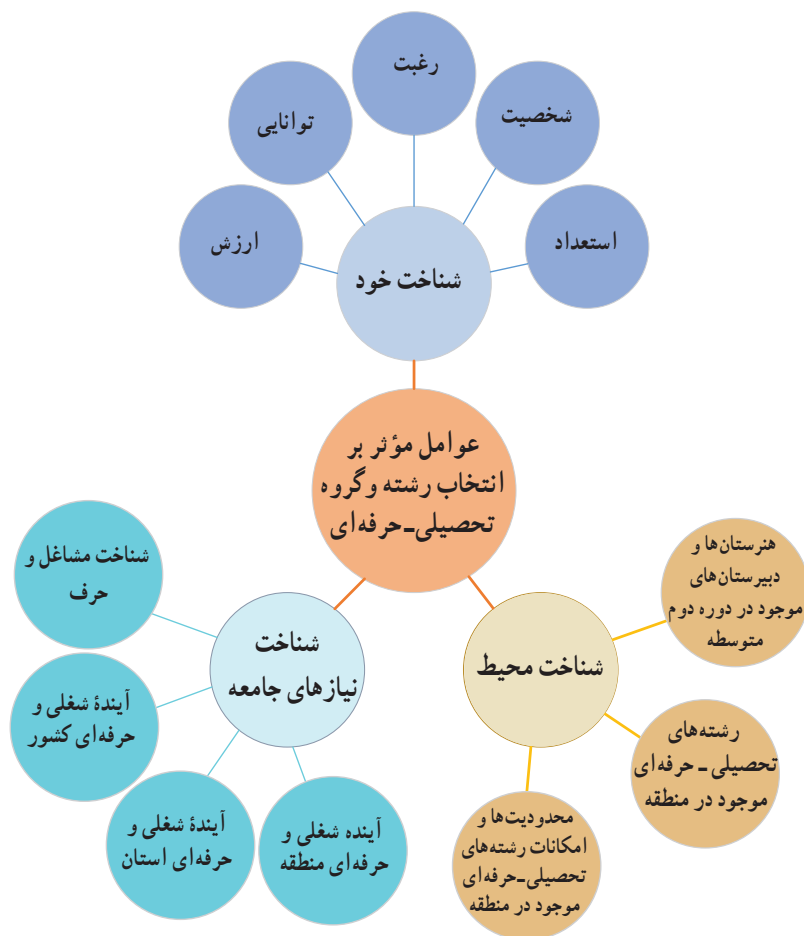 رغبت
شخصیت
توانایی
استعداد
ارزش
شناخت خود
عوامل مؤثر بر
انتخاب رشته وگروه
تحصیلی-حرفه‌ای
هنرستان‌ها و
دبیرستان‌های
موجود در دوره دوم
متوسطه
شناخت محیط
رشته‌های
تحصیلی - حرفه‌ای
موجود در منطقه
محدودیت‌ها و
امکانات رشته‌های
تحصیلی-حرفه‌ای
موجود در منطقه
شناخت
نیازهای جامعه
شناخت مشاغل و
حرف
آیندهٔ شغلی و
حرفه‌ای کشور
آیندهٔ شغلی و
حرفه‌ای استان
آینده شغلی و
حرفه‌ای منطقه